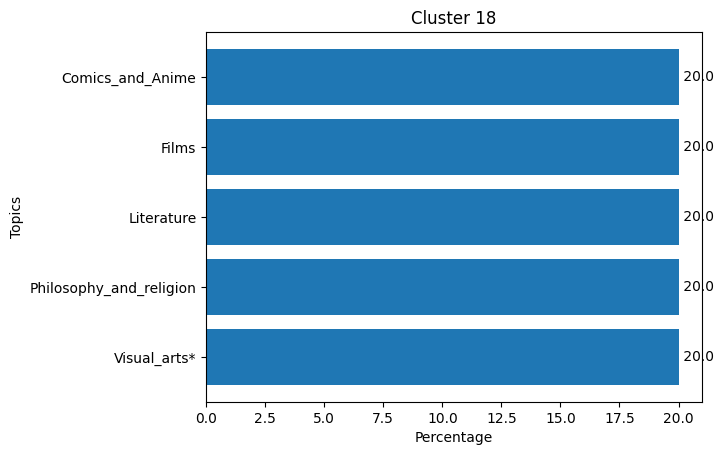 Cluster 18
Comics_and_Anime
20.0
Films
20.0
Literature
20.0
Philosophy_and_religion
20.0
Visual_arts*
20.0
Topics
0.0 2.5 5.0 7.5 10.0 12.5 15.0 17.5 20.0
Percentage